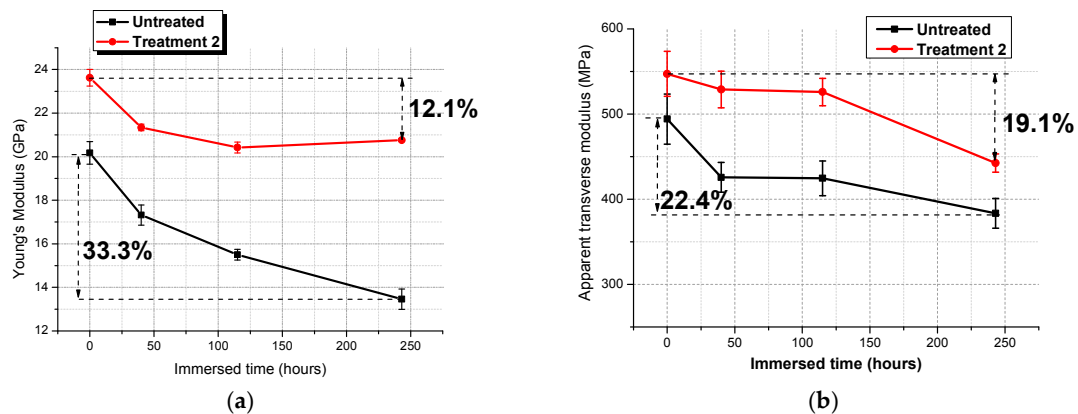 Untreated
Treatment 2
24
22
20
18
16
14
12
Young's Modulus (GPa)
12.1%
33.3%
0 50 100 150 200 250
Immersed time (hours)
(a)
Untreated
Treatment 2
600
500
400
300
Apparent transverse modulus (MPa)
19.1%
22.4%
0 50 100 150 200 250
Immersed time (hours)
(b)